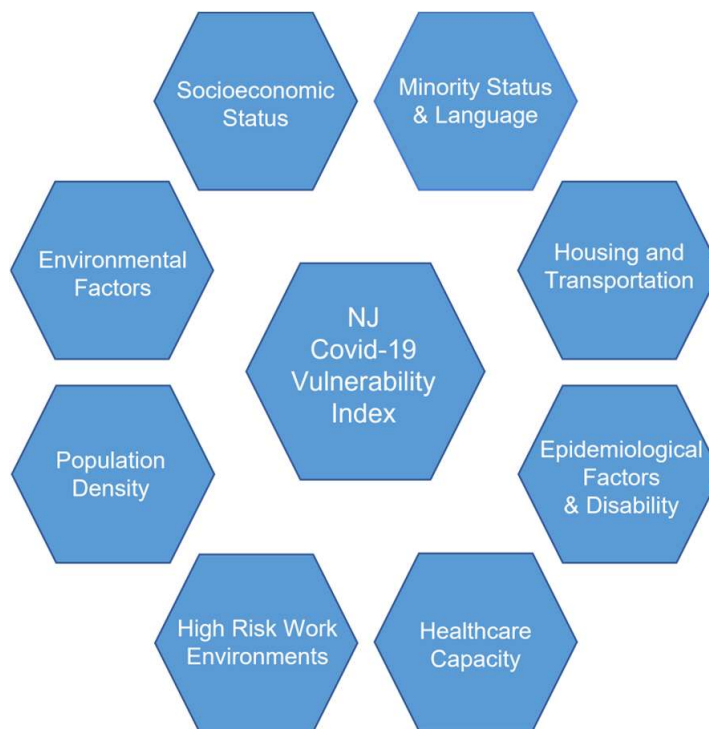 Socioeconomic
Status
Minority Status
& Language
Environmental
Factors
Housing and
Transportation
NJ
Covid-19
Vulnerability
Index
Population
Density
Epidemiological
Factors
& Disability
High Risk Work
Environments
Healthcare
Capacity